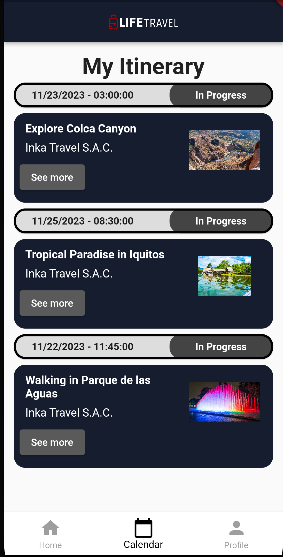 LIFETRAVEL
My Itinerary
11/23/2023 - 03:00:00 In Progress
Explore Colca Canyon
Inka Travel S.A.C.
See more
11/25/2023 - 08:30:00 In Progress
Tropical Paradise in Iquitos
Inka Travel S.A.C.
See more
11/22/2023 - 11:45:00 In Progress
Walking in Parque de las
Aguas
Inka Travel S.A.C.
See more
Home Calendar Profile